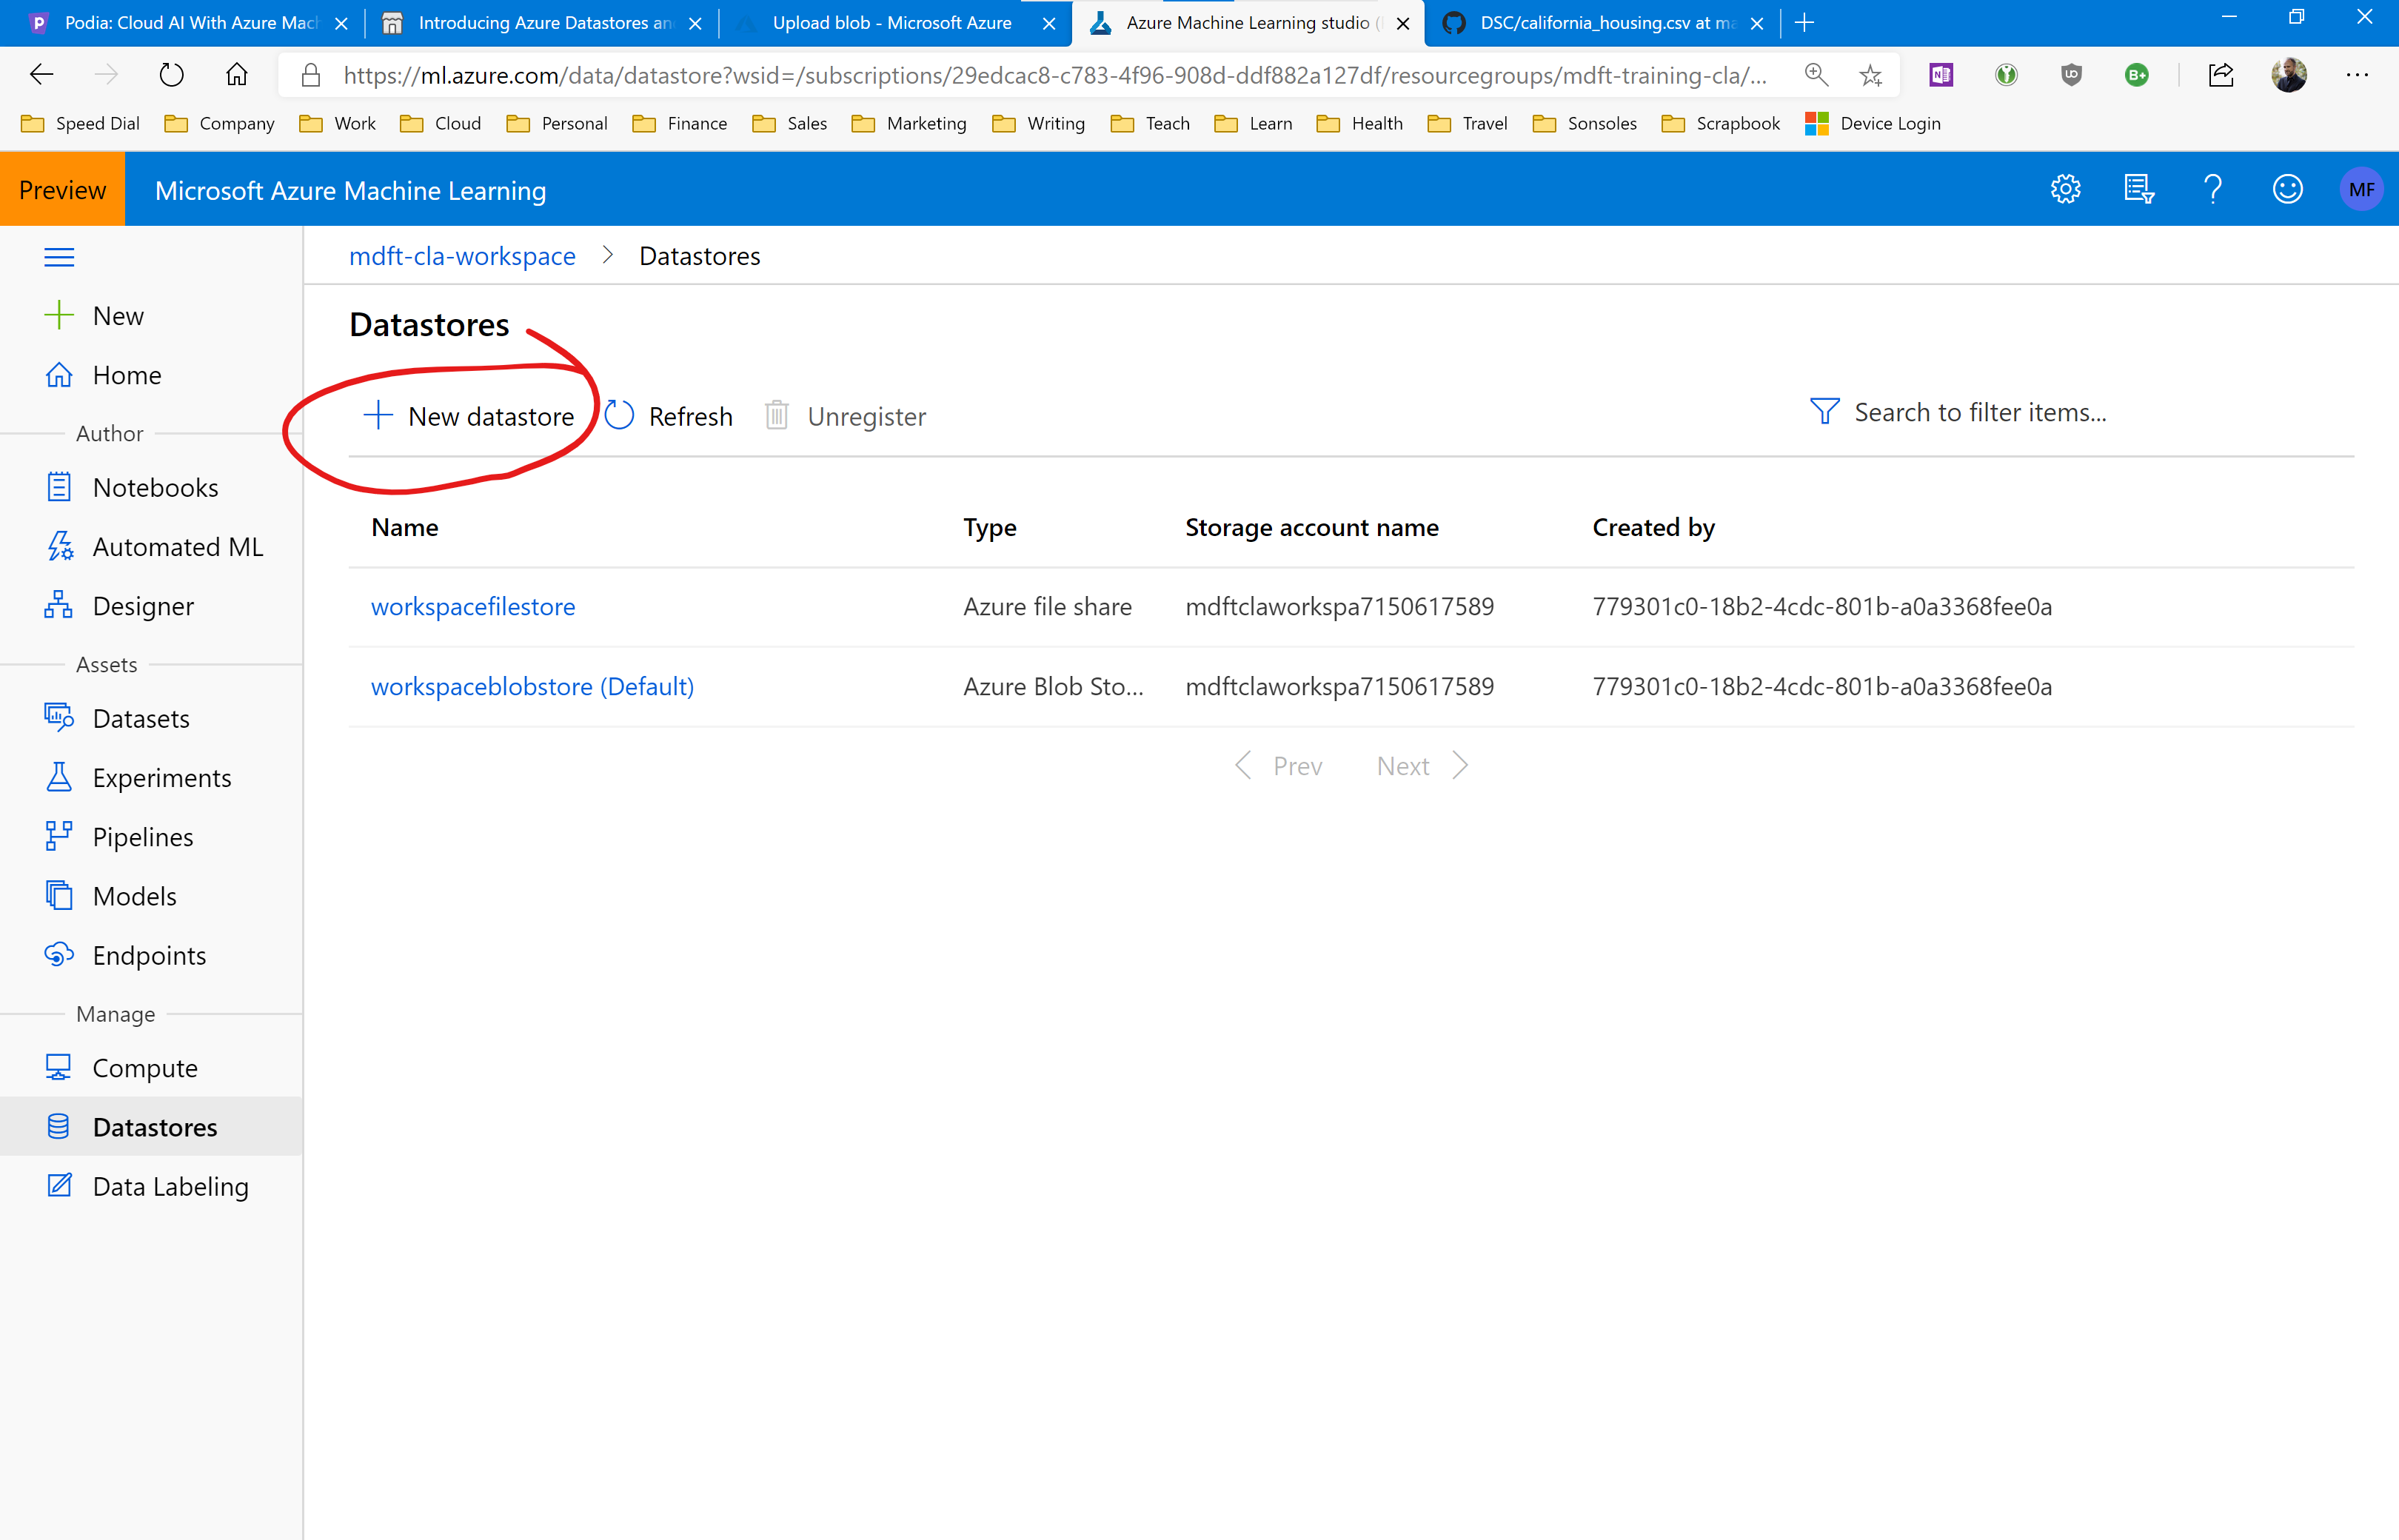 Podia: Cloud AI With Azure Mach
Introducing Azure Datastores an
Upload blob - Microsoft Azure
Azure Machine Learning studio (
DSC/california_housing.csv at ma
https://ml.azure.com/data/datastore?wsid=/subscriptions/29edcac8-c783-4f96-908d-ddf882a127df/resourcegroups/mdft-training-cla/...
Speed Dial
Company
Work
Cloud
Personal
Finance
Sales
Marketing
Writing
Teach
Learn
Health
Travel
Sonsoles
Scrapbook
Device Login
Preview
Microsoft Azure Machine Learning
MF
New
Home
Author
Notebooks
Automated ML
Designer
Assets
Datasets
Experiments
Pipelines
Models
Endpoints
Manage
Compute
Datastores
Data Labeling
mdft-cla-workspace > Datastores
Datastores
New datastore Refresh Unregister Search to filter items...
Name Type Storage account name Created by
workspacefilestore Azure file share mdftclaworkspa7150617589 779301c0-18b2-4cdc-801b-a0a3368fee0a
workspaceblobstore (Default) Azure Blob Sto... mdftclaworkspa7150617589 779301c0-18b2-4cdc-801b-a0a3368fee0a
Prev Next